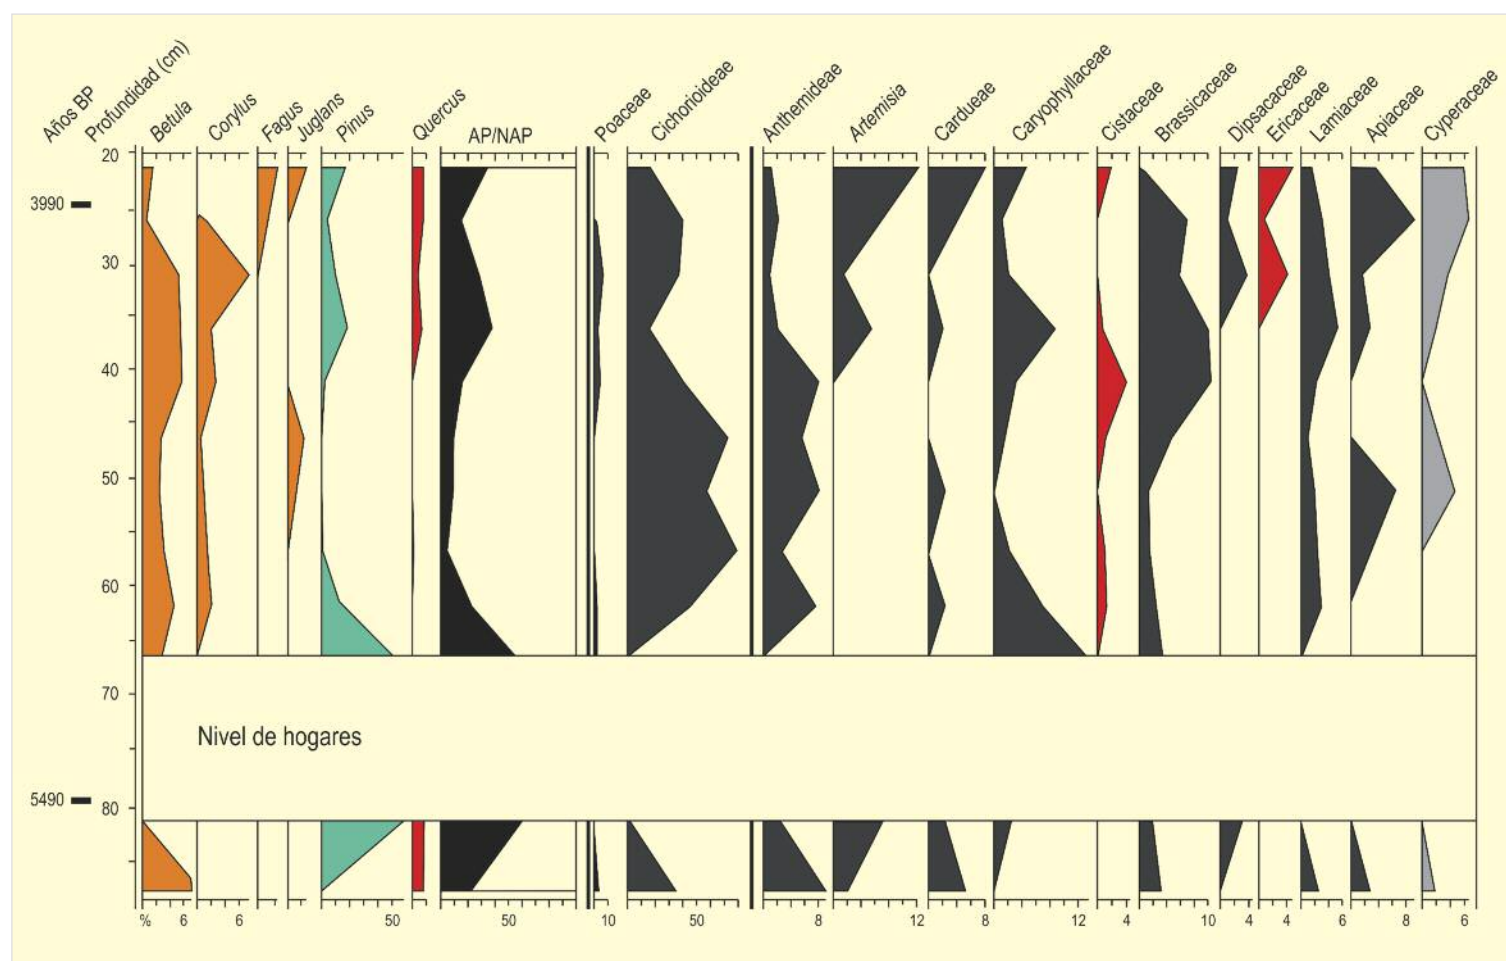 Años BP
Profundidad (cm)
Betula
Corylus
Fagus
Juglans
Pinus
Quercus
AP/NAP
Poaceae
Cichorioideae
Anthemideae
Artemisia
Cardueae
Caryophyllaceae
Cistaceae
Brassicaceae
Dipsacaceae
Ericaceae
Lamiaceae
Apiaceae
Cyperaceae
20
3990
30
40
50
60
70
Nivel de hogares
5490
80
% 6 6 50 50 10 50 8 12 8 12 4 10 4 4 6 8 6